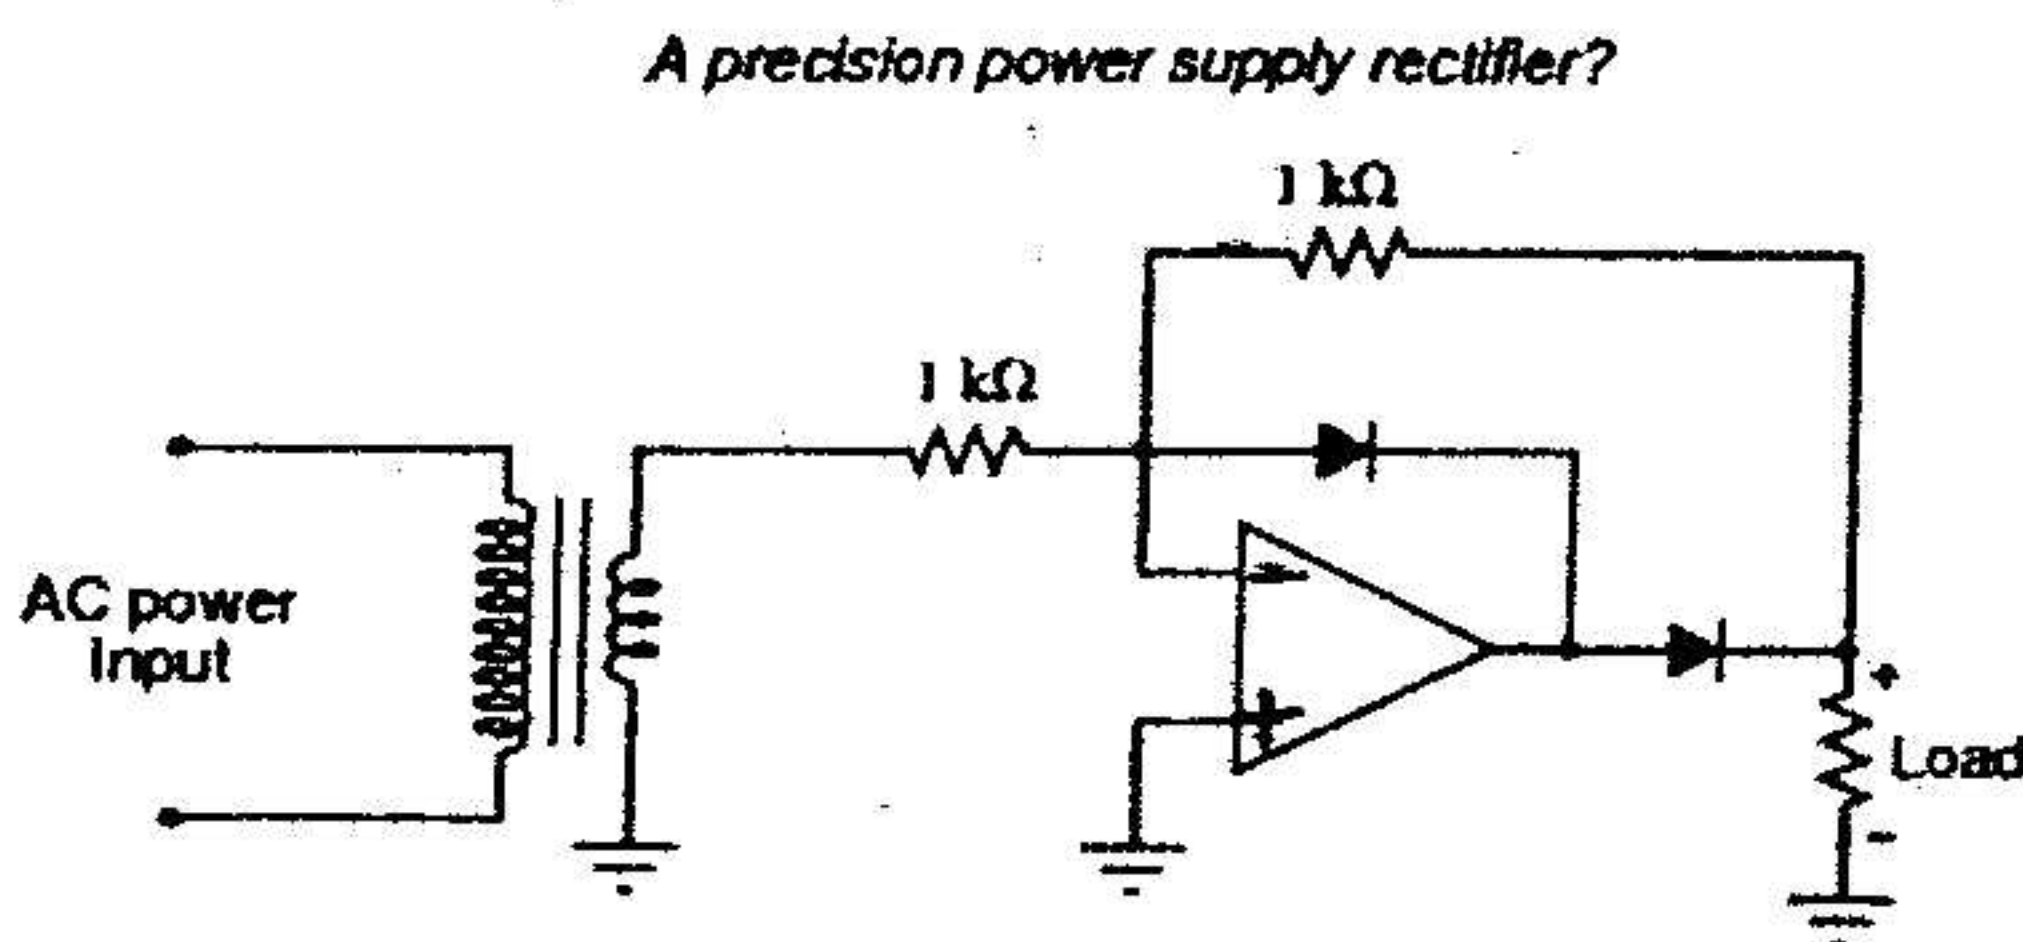 A precision power supply rectifier?
1 kΩ
1 kΩ
AC power
input
−
+
+
Load
-